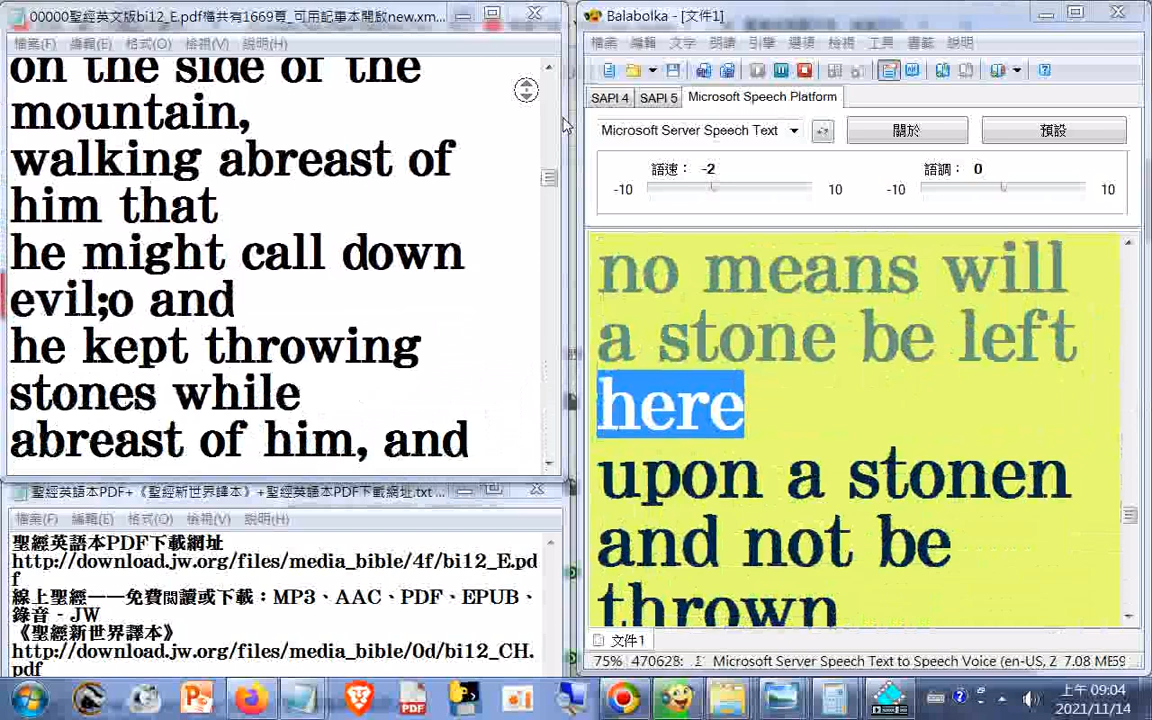 00000聖經英文版bi12_E.pdf檔共有1669頁_可用記事本開啟new.xm...
檔案(F) 編輯(E) 格式(O) 檢視(V) 說明(H)
on the side of the
mountain,
walking abreast of
him that
he might call down
evil;o and
he kept throwing
stones while
abreast of him, and
聖經英語本PDF+《聖經新世界譯本》+聖經英語本PDF下載網址.txt ...
檔案(F) 編輯(E) 格式(O) 檢視(V) 說明(H)
聖經英語本PDF下載網址
http://download.jw.org/files/media_bible/4f/bi12_E.pd
f
線上聖經——免費閱讀或下載：MP3、AAC、PDF、EPUB、
錄音 - JW
《聖經新世界譯本》
http://download.jw.org/files/media_bible/0d/bi12_CH.
pdf
Balabolka - [文件1]
檔案 編輯 文字 朗讀 引擎 選項 檢視 工具 書籤 說明
SAPI 4 SAPI 5 Microsoft Speech Platform
Microsoft Server Speech Text 關於 預設
語速： -2 語調： 0
-10 10 -10 10
no means will
a stone be left
here
upon a stonen
and not be
thrown
文件1
75% 470628: Microsoft Server Speech Text to Speech Voice (en-US, Z 7.08 ME
上午 09:04
2021/11/14